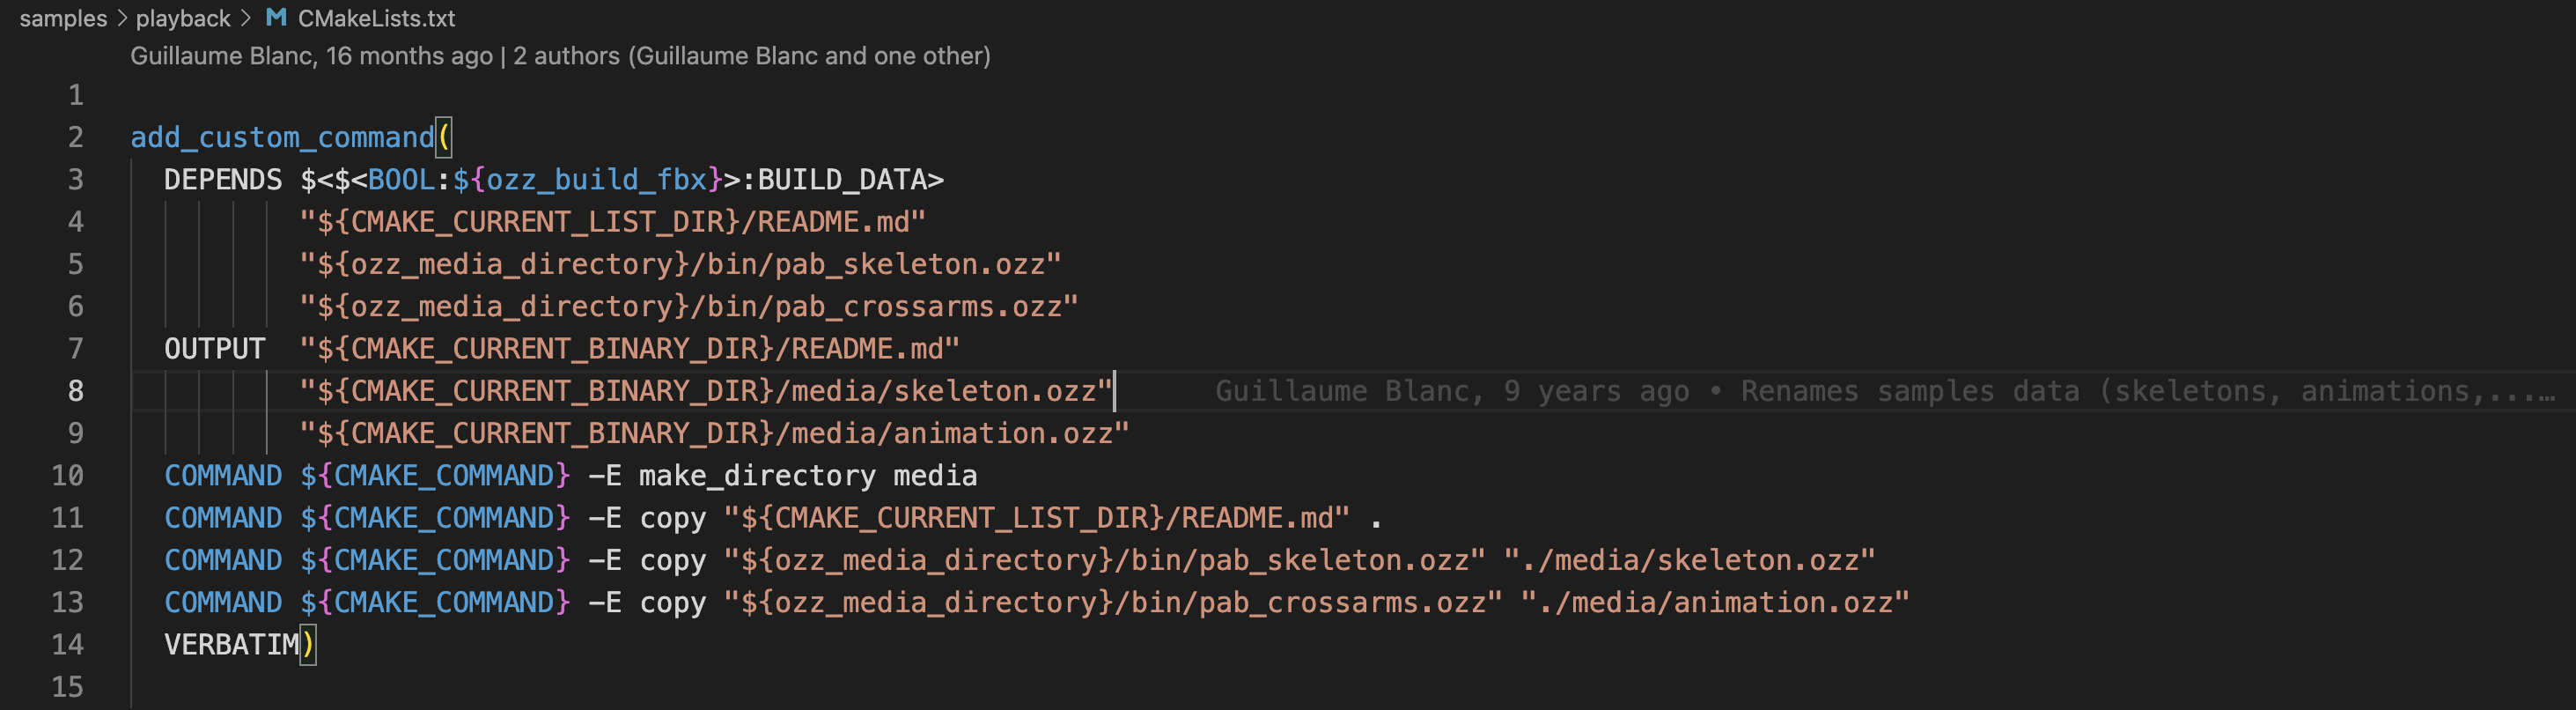 samples > playback > M CMakeLists.txt
Guillaume Blanc, 16 months ago | 2 authors (Guillaume Blanc and one other)
1
2 add_custom_command(
3 DEPENDS $<$<BOOL:${ozz_build_fbx}>:BUILD_DATA>
4 "${CMAKE_CURRENT_LIST_DIR}/README.md"
5 "${ozz_media_directory}/bin/pab_skeleton.ozz"
6 "${ozz_media_directory}/bin/pab_crossarms.ozz"
7 OUTPUT "${CMAKE_CURRENT_BINARY_DIR}/README.md"
8 "${CMAKE_CURRENT_BINARY_DIR}/media/skeleton.ozz" Guillaume Blanc, 9 years ago • Renames samples data (skeletons, animations,...…
9 "${CMAKE_CURRENT_BINARY_DIR}/media/animation.ozz"
10 COMMAND ${CMAKE_COMMAND} -E make_directory media
11 COMMAND ${CMAKE_COMMAND} -E copy "${CMAKE_CURRENT_LIST_DIR}/README.md" .
12 COMMAND ${CMAKE_COMMAND} -E copy "${ozz_media_directory}/bin/pab_skeleton.ozz" "./media/skeleton.ozz"
13 COMMAND ${CMAKE_COMMAND} -E copy "${ozz_media_directory}/bin/pab_crossarms.ozz" "./media/animation.ozz"
14 VERBATIM)
15